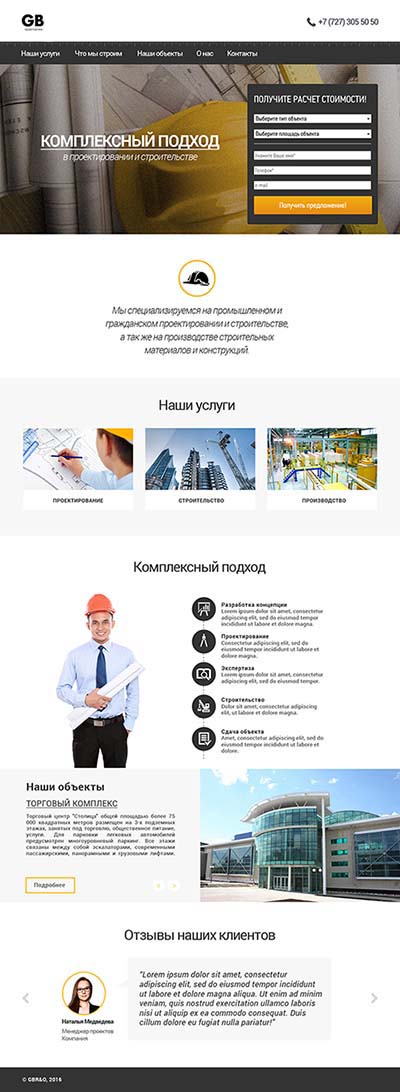 GB
+7 (727) 305 50 50
Наши услуги Что мы строим Наши объекты О нас Контакты
КОМПЛЕКСНЫЙ ПОДХОД
в проектировании и строительстве
ПОЛУЧИТЕ РАСЧЕТ СТОИМОСТИ!
Выберите тип объекта
Выберите площадь объекта
Укажите Ваше имя*
Телефон*
e-mail
Получить предложение!
Мы специализируемся на промышленном и
гражданском проектировании и строительстве,
а так же на производстве строительных
материалов и конструкций.
Наши услуги
ПРОЕКТИРОВАНИЕ
СТРОИТЕЛЬСТВО
ПРОИЗВОДСТВО
Комплексный подход
Разработка концепции
Lorem ipsum dolor sit amet, consectetur
adipiscing elit, sed do eiusmod tempor
incididunt ut labore et dolore magna.
Проектирование
Consectetur adipiscing elit, sed do
eiusmod tempor incididunt ut labore et
dolore magna.
Экспертиза
Lorem ipsum dolor sit amet, adipiscing
elit, sed do eiusmod tempor.
Строительство
Dolor sit amet, consectetur adipiscing
elit, ut labore et dolore magna.
Сдача объекта
Amet, consectetur adipiscing elit, sed do
eiusmod tempor incididunt ut labore et
dolore.
Наши объекты
ТОРГОВЫЙ КОМПЛЕКС
Торговый центр "Столица" общей площадью более 75
000 квадратных метров размещен на 3-х подземных
этажах, занятых под торговлю, общественное питание,
услуги. Для парковки легковых автомобилей
предусмотрен многоуровневый паркинг. Все этажи
связаны между собой эскалаторами, современными
пассажирскими, панорамными и грузовыми лифтами.
Подробнее
Отзывы наших клиентов
"Lorem ipsum dolor sit amet, consectetur
adipiscing elit, sed do eiusmod tempor incididunt
ut labore et dolore magna aliqua. Ut enim ad minim
veniam, quis nostrud exercitation ullamco laboris
nisi ut aliquip ex ea commodo consequat. Duis
cillum dolore eu fugiat nulla pariatur!"
Наталья Медведева
Менеджер проектов
Компания
© GBR&D, 2016